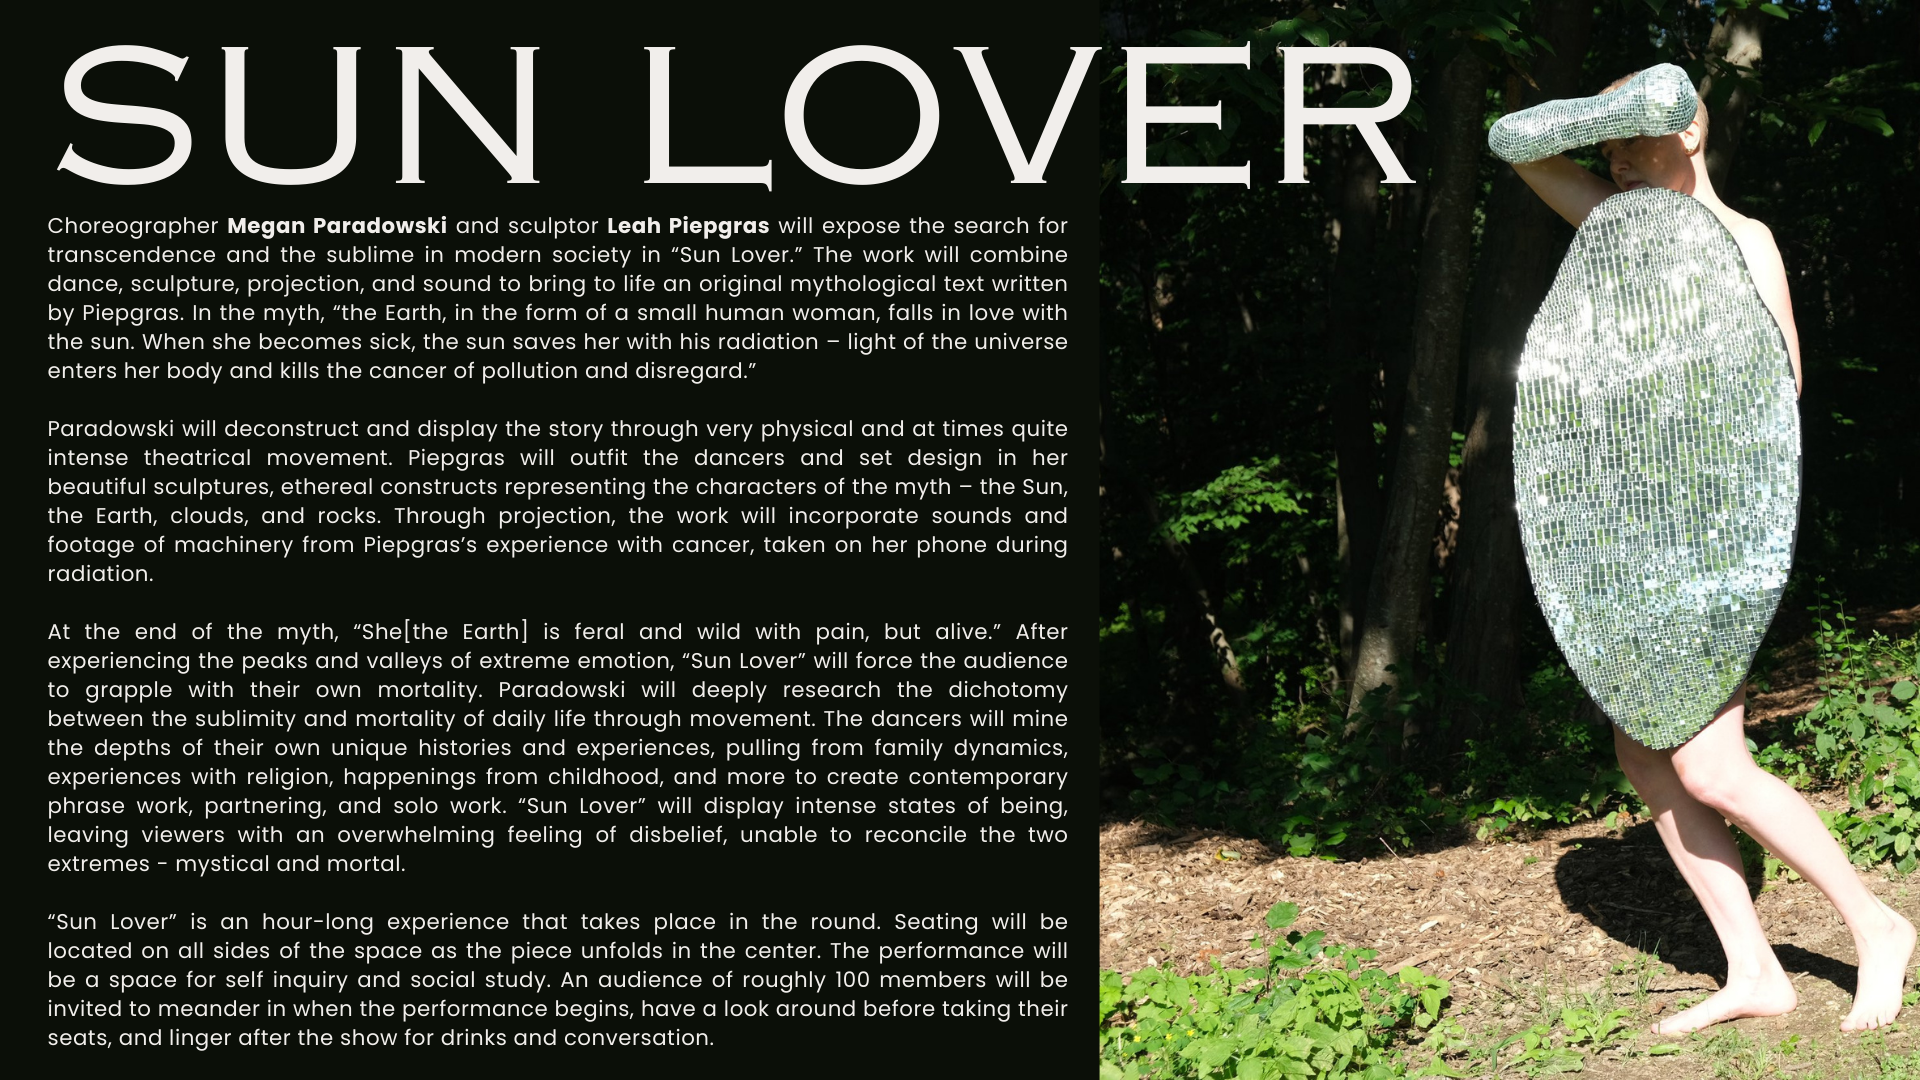 SUN LOVER
Choreographer Megan Paradowski and sculptor Leah Piepgras will expose the search for
transcendence and the sublime in modern society in “Sun Lover.” The work will combine
dance, sculpture, projection, and sound to bring to life an original mythological text written
by Piepgras. In the myth, “the Earth, in the form of a small human woman, falls in love with
the sun. When she becomes sick, the sun saves her with his radiation – light of the universe
enters her body and kills the cancer of pollution and disregard.”
Paradowski will deconstruct and display the story through very physical and at times quite
intense theatrical movement. Piepgras will outfit the dancers and set design in her
beautiful sculptures, ethereal constructs representing the characters of the myth – the Sun,
the Earth, clouds, and rocks. Through projection, the work will incorporate sounds and
footage of machinery from Piepgras’s experience with cancer, taken on her phone during
radiation.
At the end of the myth, “She[the Earth] is feral and wild with pain, but alive.” After
experiencing the peaks and valleys of extreme emotion, “Sun Lover” will force the audience
to grapple with their own mortality. Paradowski will deeply research the dichotomy
between the sublimity and mortality of daily life through movement. The dancers will mine
the depths of their own unique histories and experiences, pulling from family dynamics,
experiences with religion, happenings from childhood, and more to create contemporary
phrase work, partnering, and solo work. “Sun Lover” will display intense states of being,
leaving viewers with an overwhelming feeling of disbelief, unable to reconcile the two
extremes - mystical and mortal.
“Sun Lover” is an hour-long experience that takes place in the round. Seating will be
located on all sides of the space as the piece unfolds in the center. The performance will
be a space for self inquiry and social study. An audience of roughly 100 members will be
invited to meander in when the performance begins, have a look around before taking their
seats, and linger after the show for drinks and conversation.